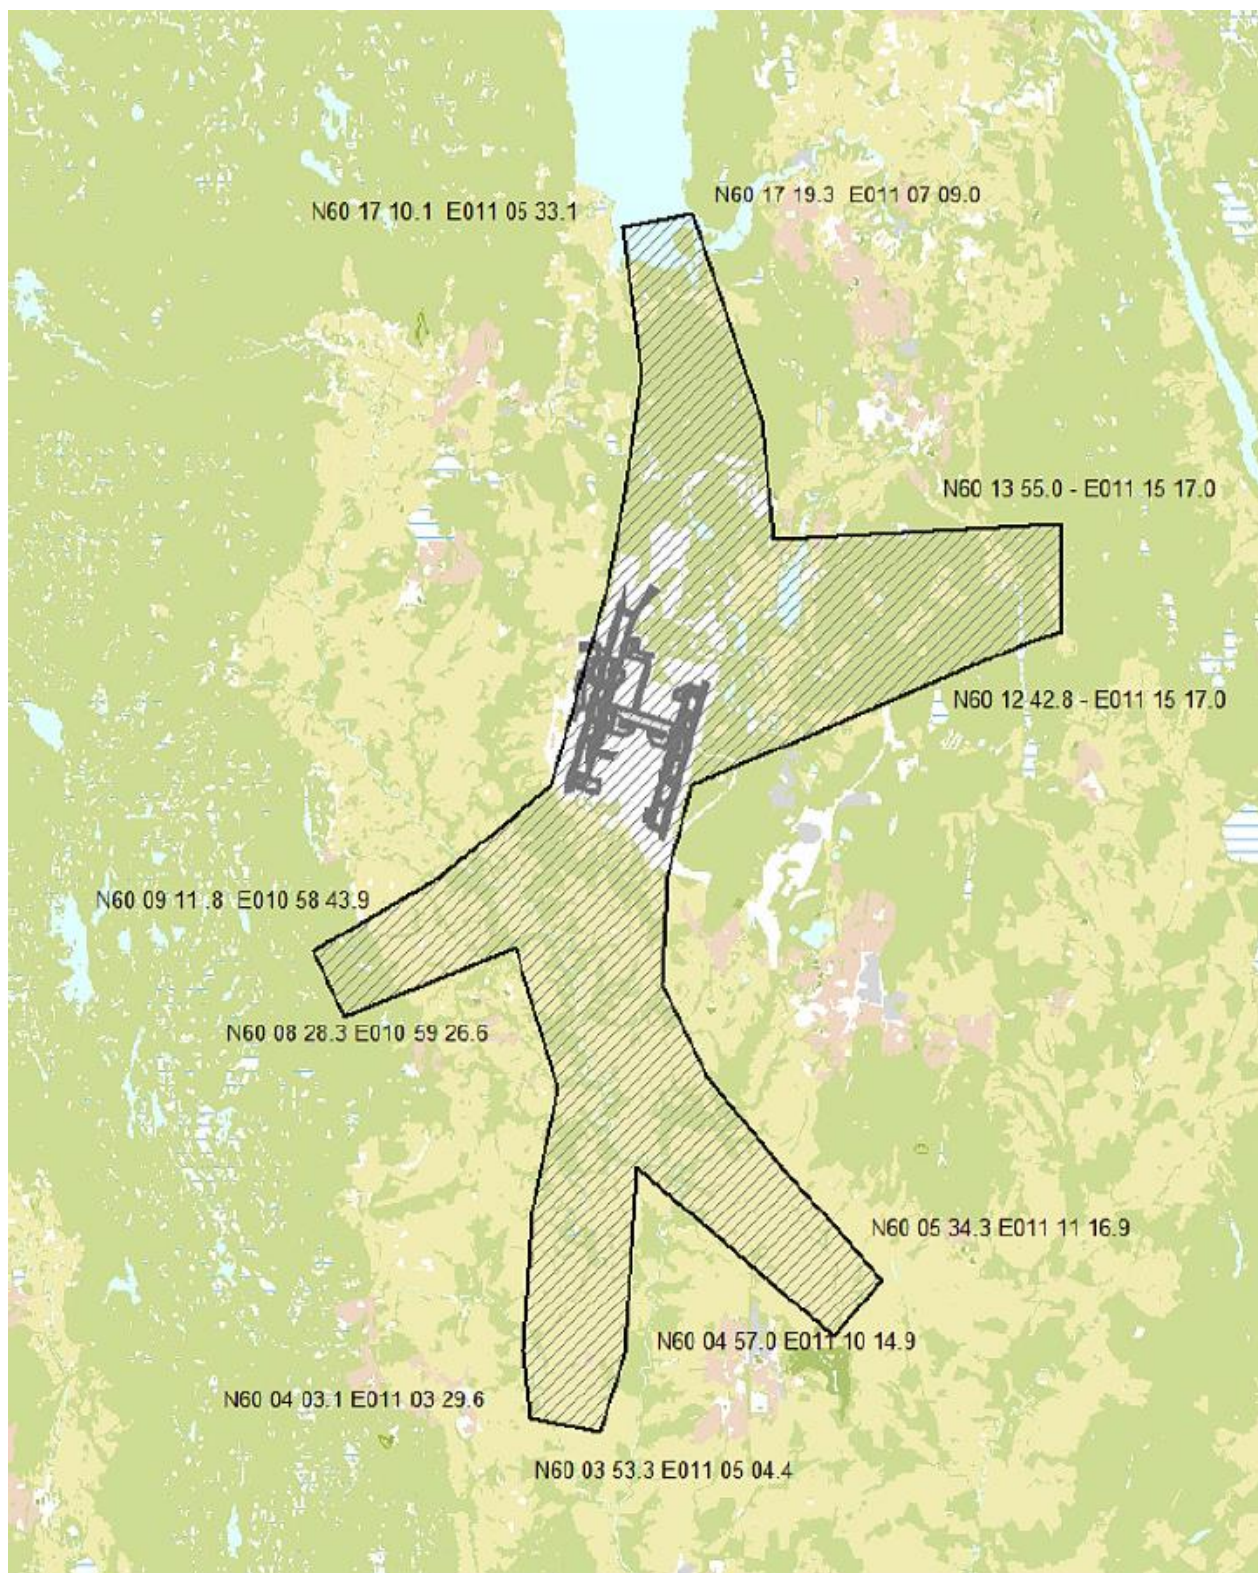 N60 17 19.3 E011 07 09.0
N60 17 10.1 E011 05 33.1
N60 13 55.0 - E011 15 17.0
N60 12 42.8 - E011 15 17.0
N60 09 11.8 E010 58 43.9
N60 08 28.3 E010 59 26.6
N60 05 34.3 E011 11 16.9
N60 04 57.0 E011 10 14.9
N60 04 03.1 E011 03 29.6
N60 03 53.3 E011 05 04.4